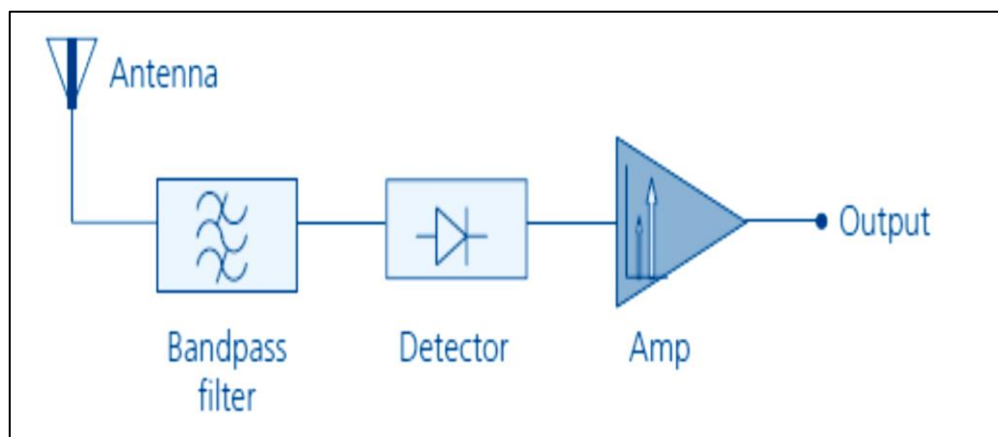 Antenna
Output
Bandpass
filter
Detector
Amp